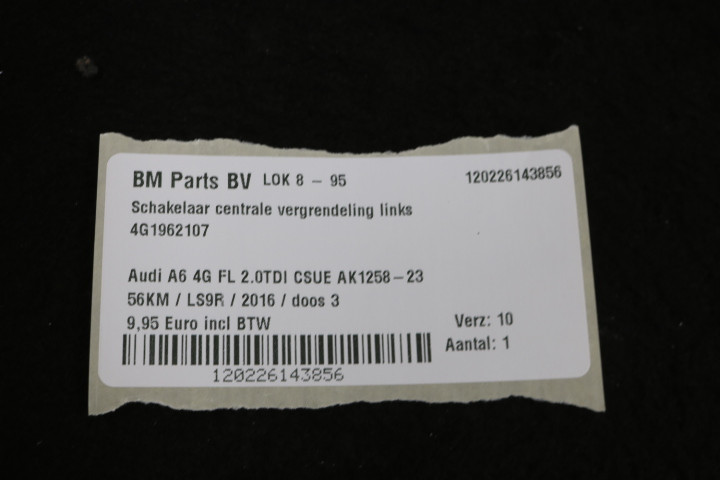 BM Parts BV LOK 8 - 95 120226143856
Schakelaar centrale vergrendeling links
4G1962107
Audi A6 4G FL 2.0TDI CSUE AK1258-23
56KM / LS9R / 2016 / doos 3
9,95 Euro incl BTW Verz: 10
Aantal: 1
120226143856